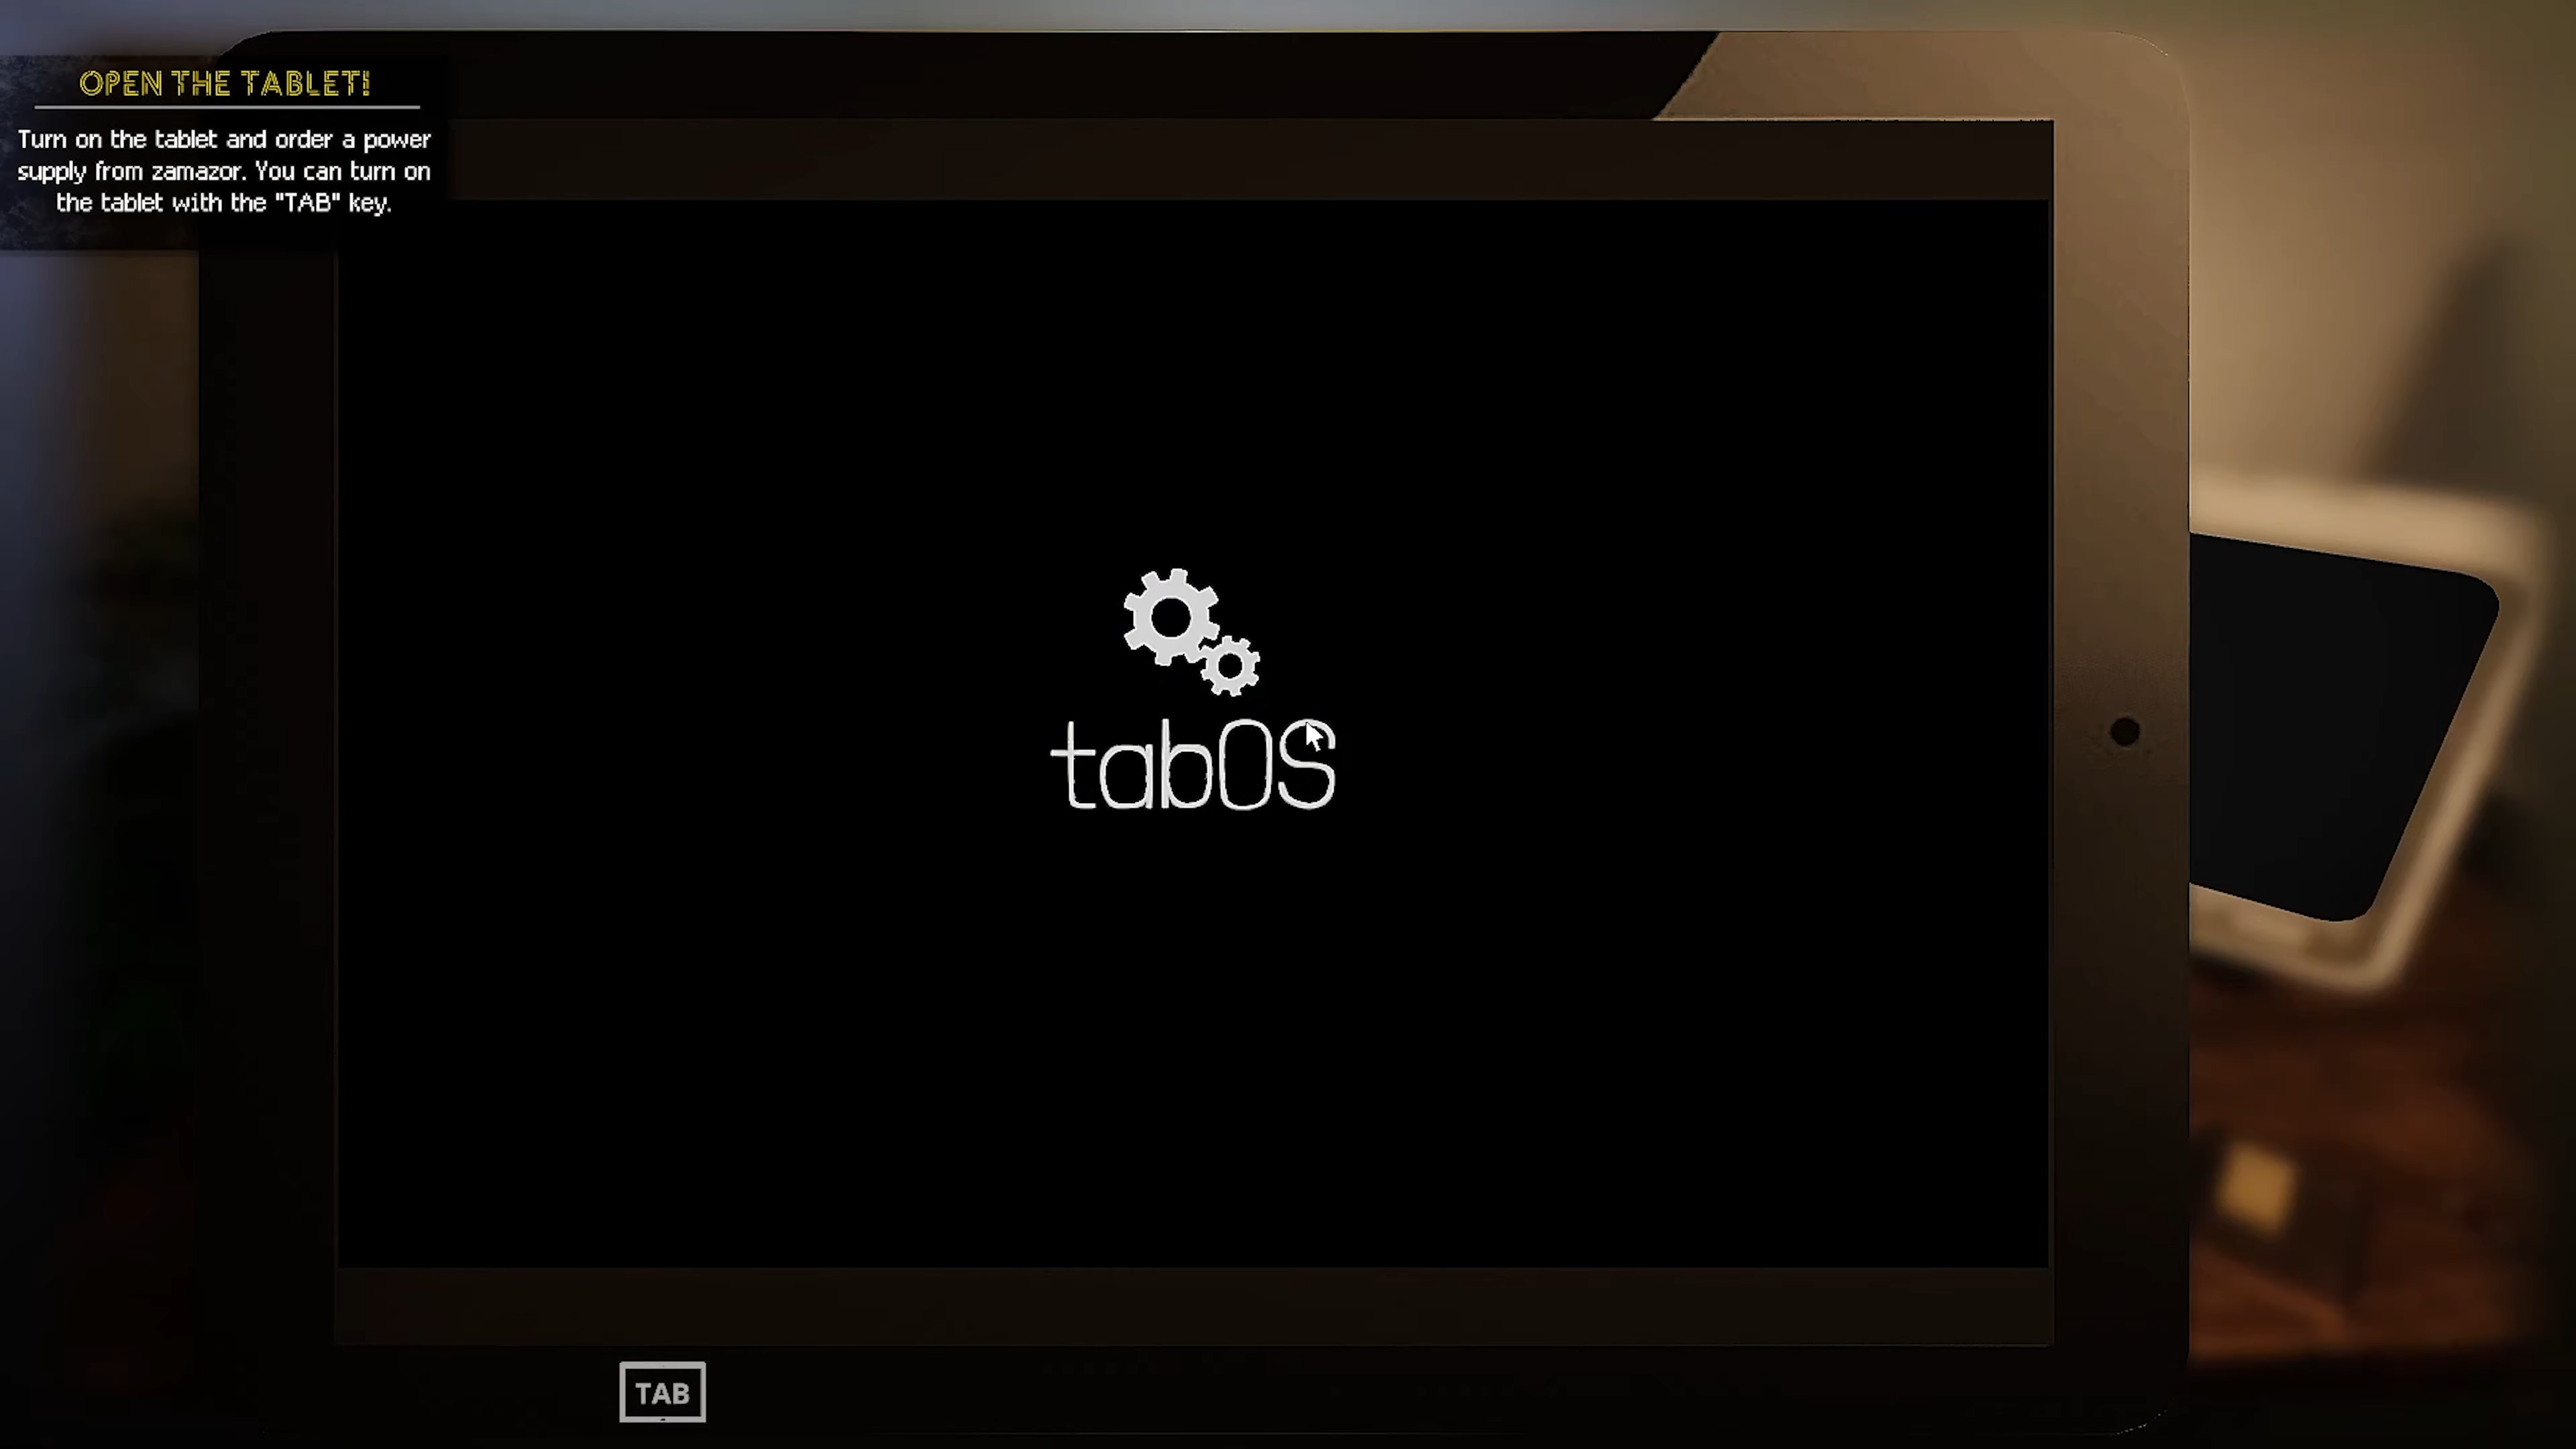 OPEN THE TABLET!
Turn on the tablet and order a power
supply from zamazor. You can turn on
the tablet with the "TAB" key.
tabOS
TAB